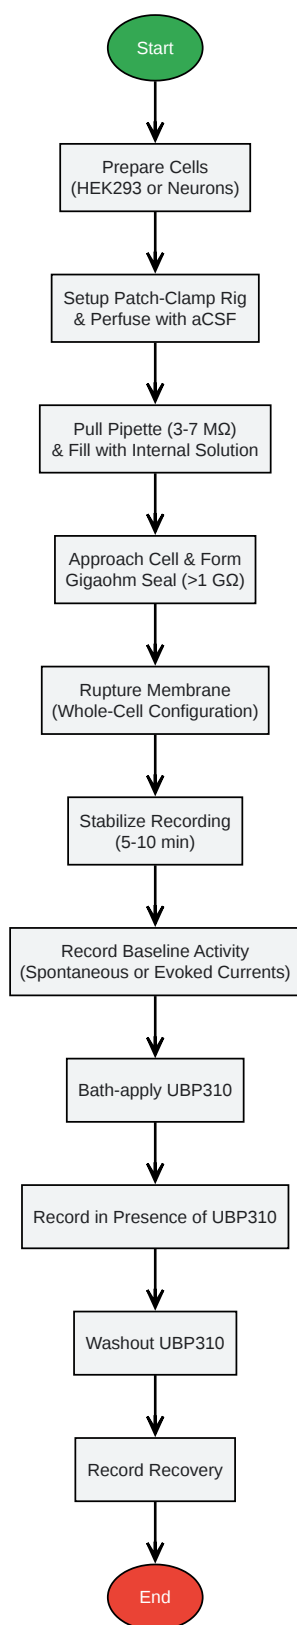 Start
Prepare Cells
(HEK293 or Neurons)
Setup Patch-Clamp Rig
& Perfuse with aCSF
Pull Pipette (3-7 MΩ)
& Fill with Internal Solution
Approach Cell & Form
Gigaohm Seal (>1 GΩ)
Rupture Membrane
(Whole-Cell Configuration)
Stabilize Recording
(5-10 min)
Record Baseline Activity
(Spontaneous or Evoked Currents)
Bath-apply UBP310
Record in Presence of UBP310
Washout UBP310
Record Recovery
End